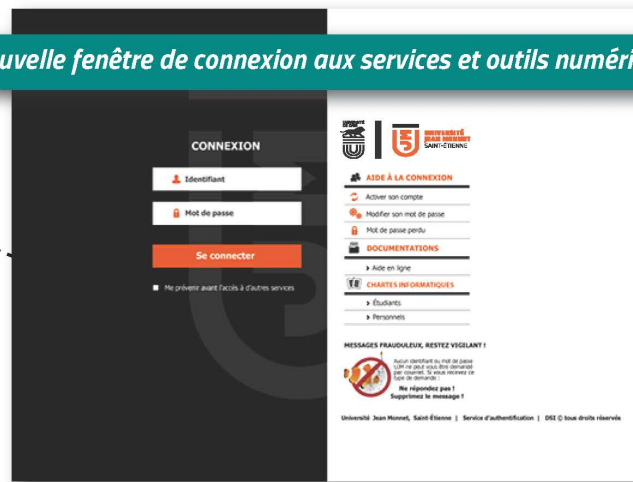 uvelle fenêtre de connexion aux services et outils numéri
CONNEXION
Identifiant
Mot de passe
Se connecter
Me prévenir avant l'accès à d'autres services
UNIVERSITÉ
JEAN MONNET
SAINT-ÉTIENNE
AIDE À LA CONNEXION
Activer son compte
Modifier son mot de passe
Mot de passe perdu
DOCUMENTATIONS
Aide en ligne
CHARTES INFORMATIQUES
Étudiants
Personnels
MESSAGES FRAUDULEUX, RESTEZ VIGILANT !
Aucun identifiant ou mot de passe
UJM ne peut vous être demandé
par courriel. Si vous recevez ce
type de demande :
Ne répondez pas !
Supprimez le message !
Université Jean Monnet, Saint-Étienne | Service d'authentification | DSI © tous droits réservés